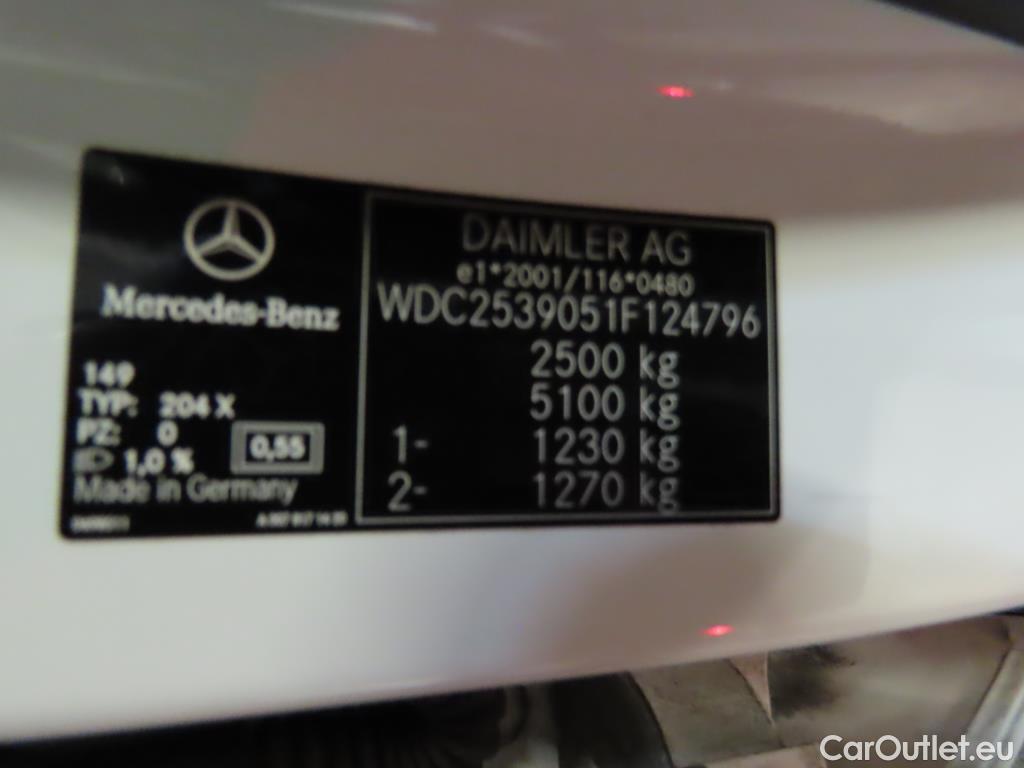 Mercedes-Benz
149
TYP: 204 X
PZ: 0
1,0 %
0,55
Made in Germany
DAIMLER AG
e1*2001/116*0480
WDC2539051F124796
2500 kg
5100 kg
1- 1230 kg
2- 1270 kg
CarOutlet.eu